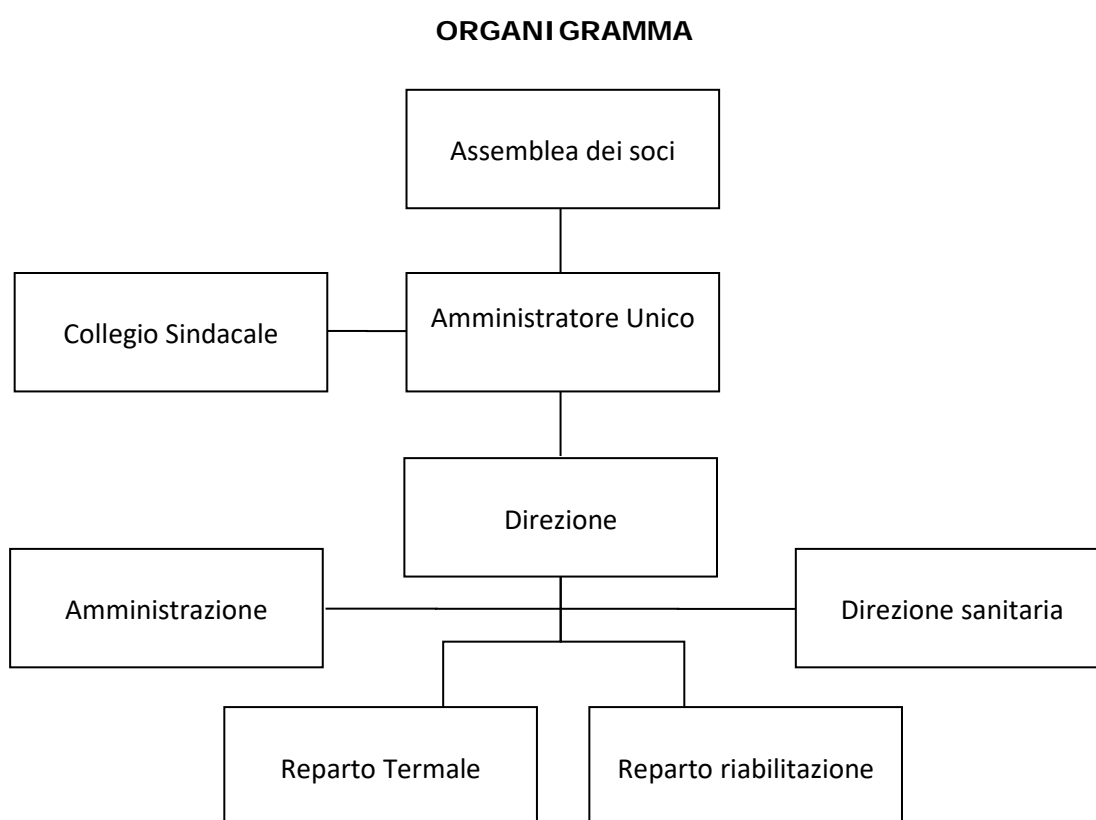 ORGANIGRAMMA
Assemblea dei soci
Collegio Sindacale
Amministratore Unico
Direzione
Amministrazione
Direzione sanitaria
Reparto Termale
Reparto riabilitazione